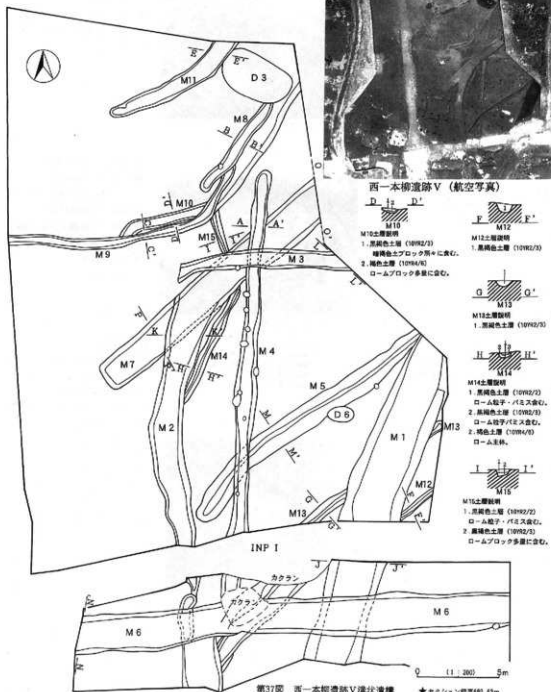 E
E'
D 3
M11
M8
B
B'
西一本柳遺跡Ⅴ (航空写真)
D
D'
M10
M10土層説明
1.黒褐色土層 (10YR2/3)
暗褐色土ブロック所々に含む。
2.褐色土層 (10YR4/6)
ロームブロック多量に含む。
F
F'
M12
M12土層説明
1.黒褐色土層 (10YR2/3)
G
G'
M13
M13土層説明
1.黒褐色土層 (10YR2/3)
H
H'
M14
M14土層説明
1.黒褐色土層 (10YR2/2)
ローム粒子・パミス含む。
2.黒褐色土層 (10YR2/3)
ローム粒子パミス含む。
2.褐色土層 (10YR4/6)
ローム主体。
I
I'
M15
M15土層説明
1.黒褐色土層 (10YR2/2)
ローム粒子・パミス含む。
2.黒褐色土層 (10YR2/3)
ロームブロック多量に含む。
M10
M9
M15
A
A'
M3
K
K'
M7
M14
H
H'
M4
M2
M5
M
M'
D 6
M1
M13
M12
M13
G
G'
INP I
カクラン
カクラン
J
J'
M 6
M 6
第37図 西一本柳遺跡Ⅴ溝状遺構
0 (1:200) 5m